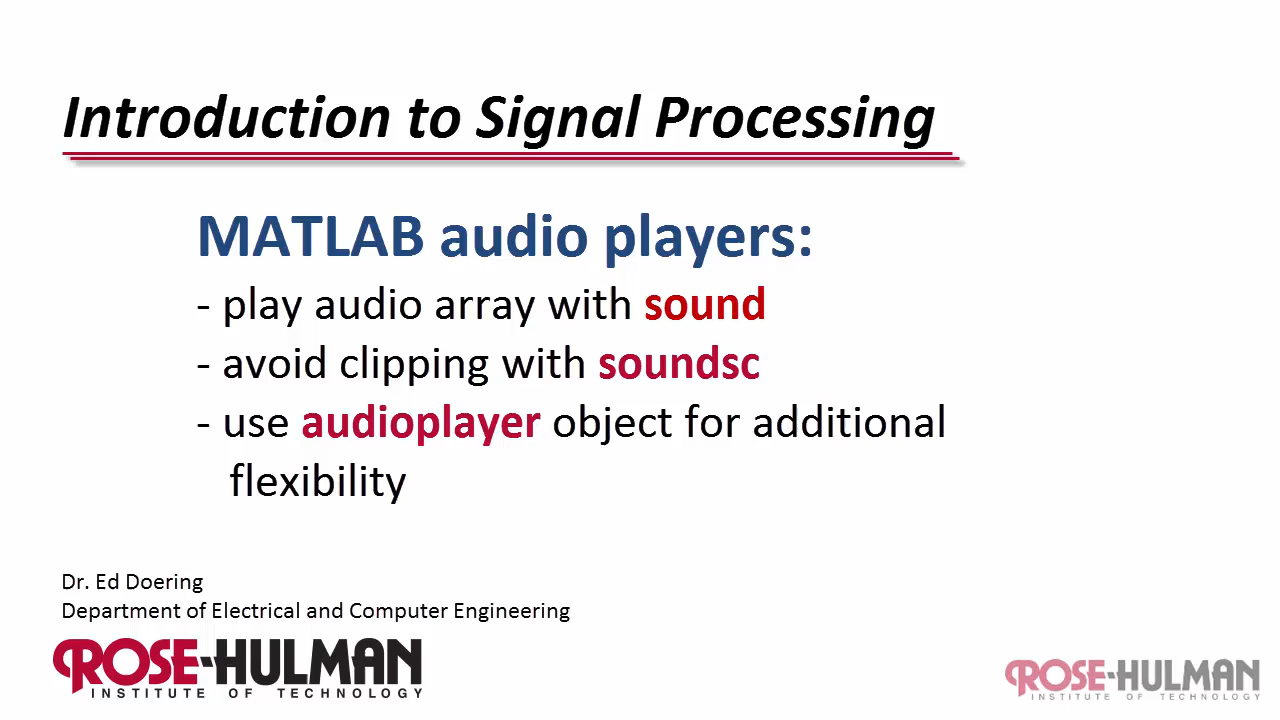 Introduction to Signal Processing
MATLAB audio players:
- play audio array with sound
- avoid clipping with soundsc
- use audioplayer object for additional
flexibility
Dr. Ed Doering
Department of Electrical and Computer Engineering
ROSE-HULMAN
INSTITUTE OF TECHNOLOGY
ROSE-HULMAN
INSTITUTE OF TECHNOLOGY